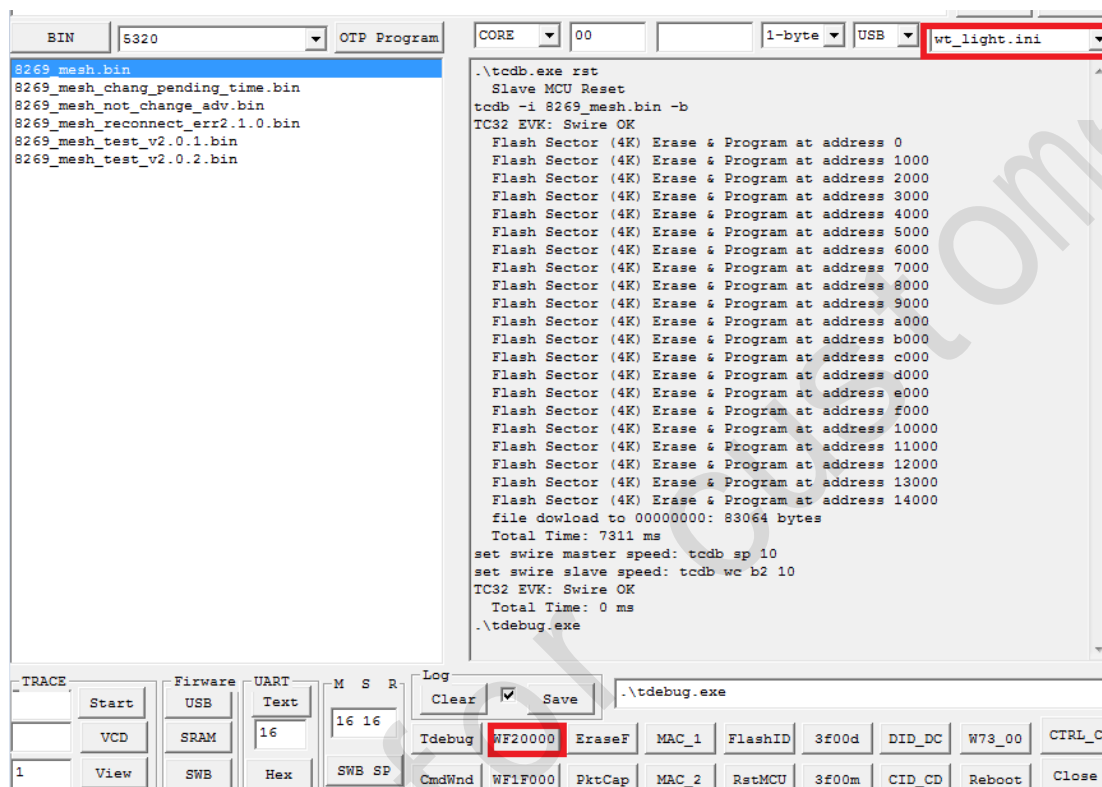 BIN 5320 OTP Program CORE 00 1-byte USB wt_light.ini
8269_mesh.bin
8269_mesh_chang_pending_time.bin
8269_mesh_not_change_adv.bin
8269_mesh_reconnect_err2.1.0.bin
8269_mesh_test_v2.0.1.bin
8269_mesh_test_v2.0.2.bin
.\tcdb.exe rst
Slave MCU Reset
tcdb -i 8269_mesh.bin -b
TC32 EVK: Swire OK
Flash Sector (4K) Erase & Program at address 0
Flash Sector (4K) Erase & Program at address 1000
Flash Sector (4K) Erase & Program at address 2000
Flash Sector (4K) Erase & Program at address 3000
Flash Sector (4K) Erase & Program at address 4000
Flash Sector (4K) Erase & Program at address 5000
Flash Sector (4K) Erase & Program at address 6000
Flash Sector (4K) Erase & Program at address 7000
Flash Sector (4K) Erase & Program at address 8000
Flash Sector (4K) Erase & Program at address 9000
Flash Sector (4K) Erase & Program at address a000
Flash Sector (4K) Erase & Program at address b000
Flash Sector (4K) Erase & Program at address c000
Flash Sector (4K) Erase & Program at address d000
Flash Sector (4K) Erase & Program at address e000
Flash Sector (4K) Erase & Program at address f000
Flash Sector (4K) Erase & Program at address 10000
Flash Sector (4K) Erase & Program at address 11000
Flash Sector (4K) Erase & Program at address 12000
Flash Sector (4K) Erase & Program at address 13000
Flash Sector (4K) Erase & Program at address 14000
file dowload to 00000000: 83064 bytes
Total Time: 7311 ms
set swire master speed: tcdb sp 10
set swire slave speed: tcdb wc b2 10
TC32 EVK: Swire OK
Total Time: 0 ms
.\tdebug.exe
TRACE Firware UART M S R Log
Start USB Text Clear Save .\tdebug.exe
VCD SRAM 16 16 16 Tdebug WF20000 EraseF MAC_1 FlashID 3f00d DID_DC W73_00 CTRL_C
1 View SWB Hex SWB SP CmdWnd WF1F000 PktCap MAC_2 RstMCU 3f00m CID_CD Reboot Close
for custom